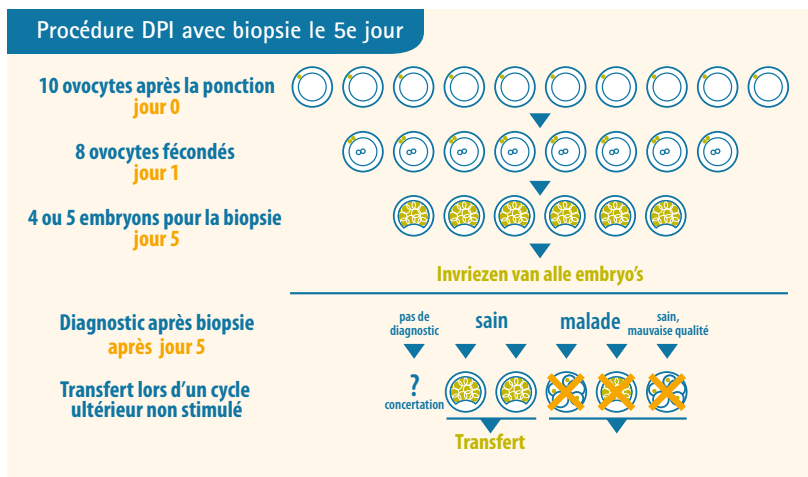 Procédure DPI avec biopsie le 5e jour
10 ovocytes après la ponction
jour 0
8 ovocytes fécondés
jour 1
4 ou 5 embryons pour la biopsie
jour 5
Invriezen van alle embryo's
Diagnostic après biopsie
après jour 5
pas de
diagnostic
sain
malade
sain,
mauvaise qualité
Transfert lors d'un cycle
ultérieur non stimulé
?
concertation
Transfert